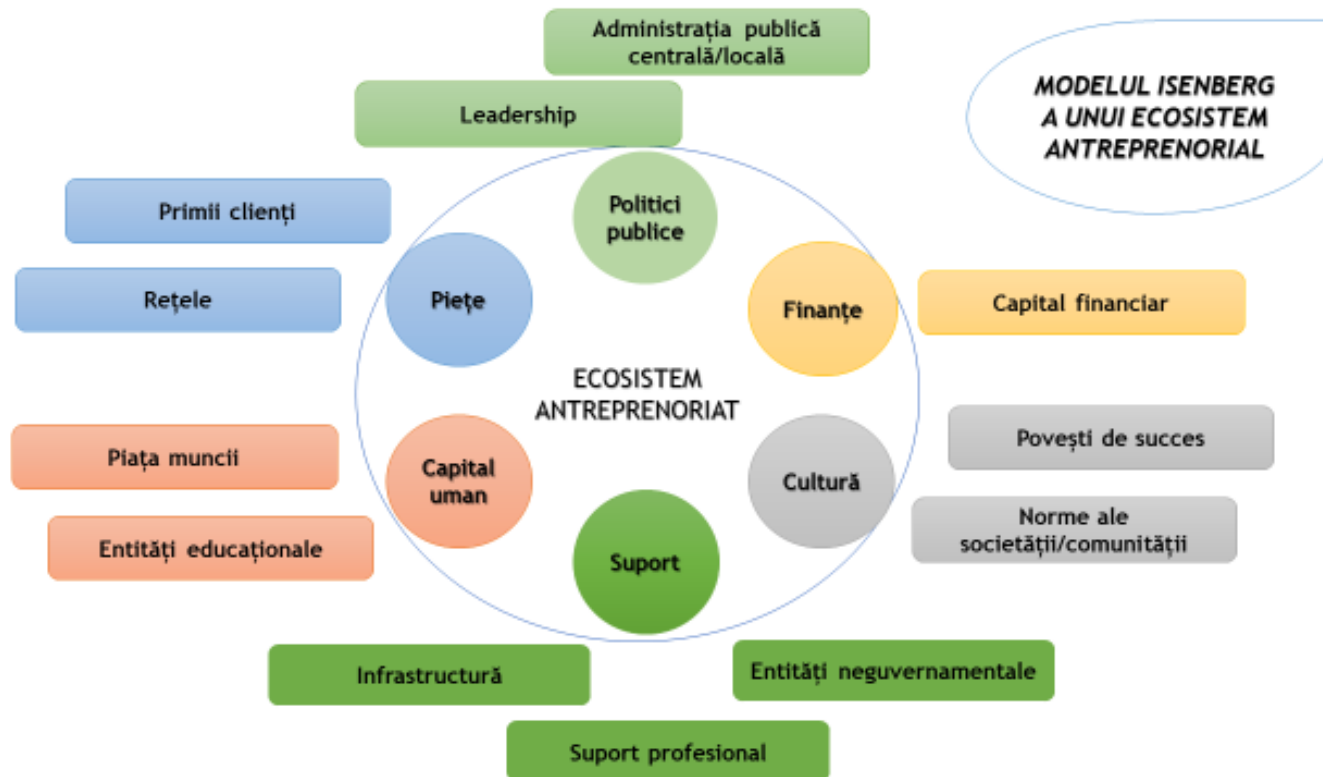 Administrația publică
centrală/locală
MODELUL ISENBERG
A UNUI ECOSISTEM
ANTREPRENORIAL
Leadership
Primii clienți
Politici
publice
Rețele
Piețe
Finanțe
Capital financiar
ECOSISTEM
ANTREPRENORIAT
Piața muncii
Capital
uman
Cultură
Povești de succes
Entități educaționale
Norme ale
societății/comunității
Suport
Infrastructură
Entități neguvernamentale
Suport profesional